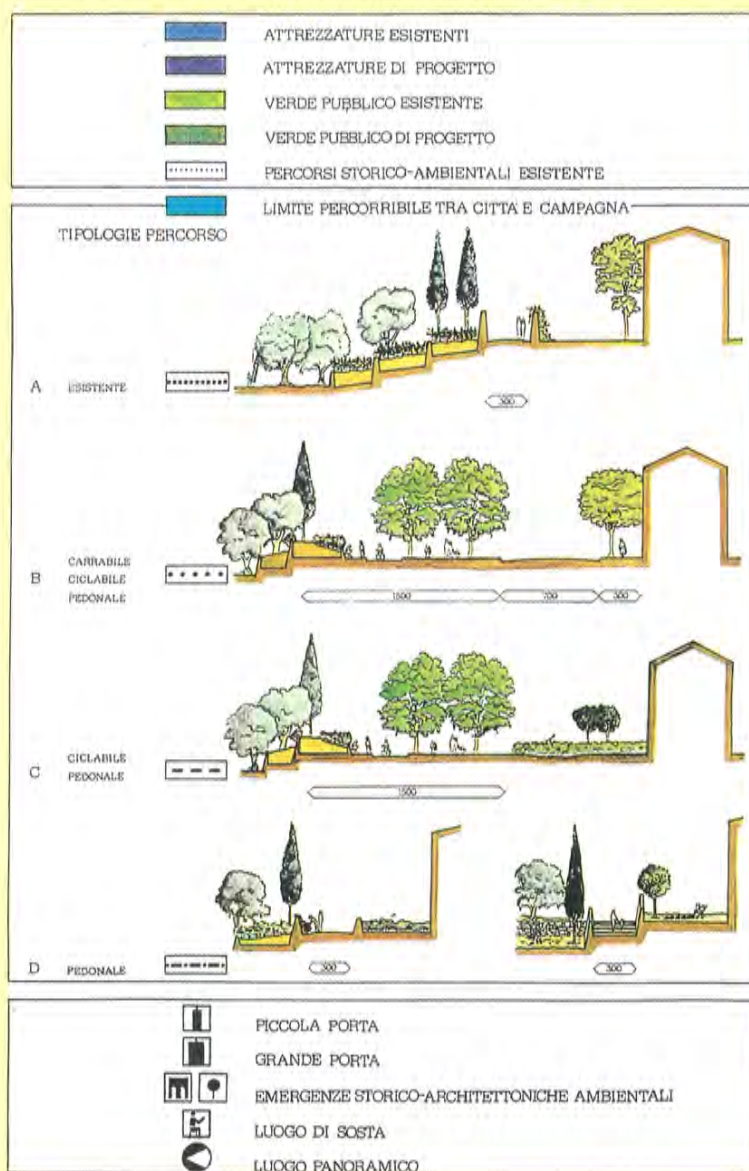 ATTREZZATURE ESISTENTI
ATTREZZATURE DI PROGETTO
VERDE PUBBLICO ESISTENTE
VERDE PUBBLICO DI PROGETTO
PERCORSI STORICO-AMBIENTALI ESISTENTE
LIMITE PERCORRIBILE TRA CITTA E CAMPAGNA
TIPOLOGIE PERCORSO
A ESISTENTE
300
B CARRABILE
CICLABILE
PEDONALE
1500 700 300
C CICLABILE
PEDONALE
1500
D PEDONALE
300 300
PICCOLA PORTA
GRANDE PORTA
EMERGENZE STORICO-ARCHITETTONICHE AMBIENTALI
LUOGO DI SOSTA
LUOGO PANORAMICO